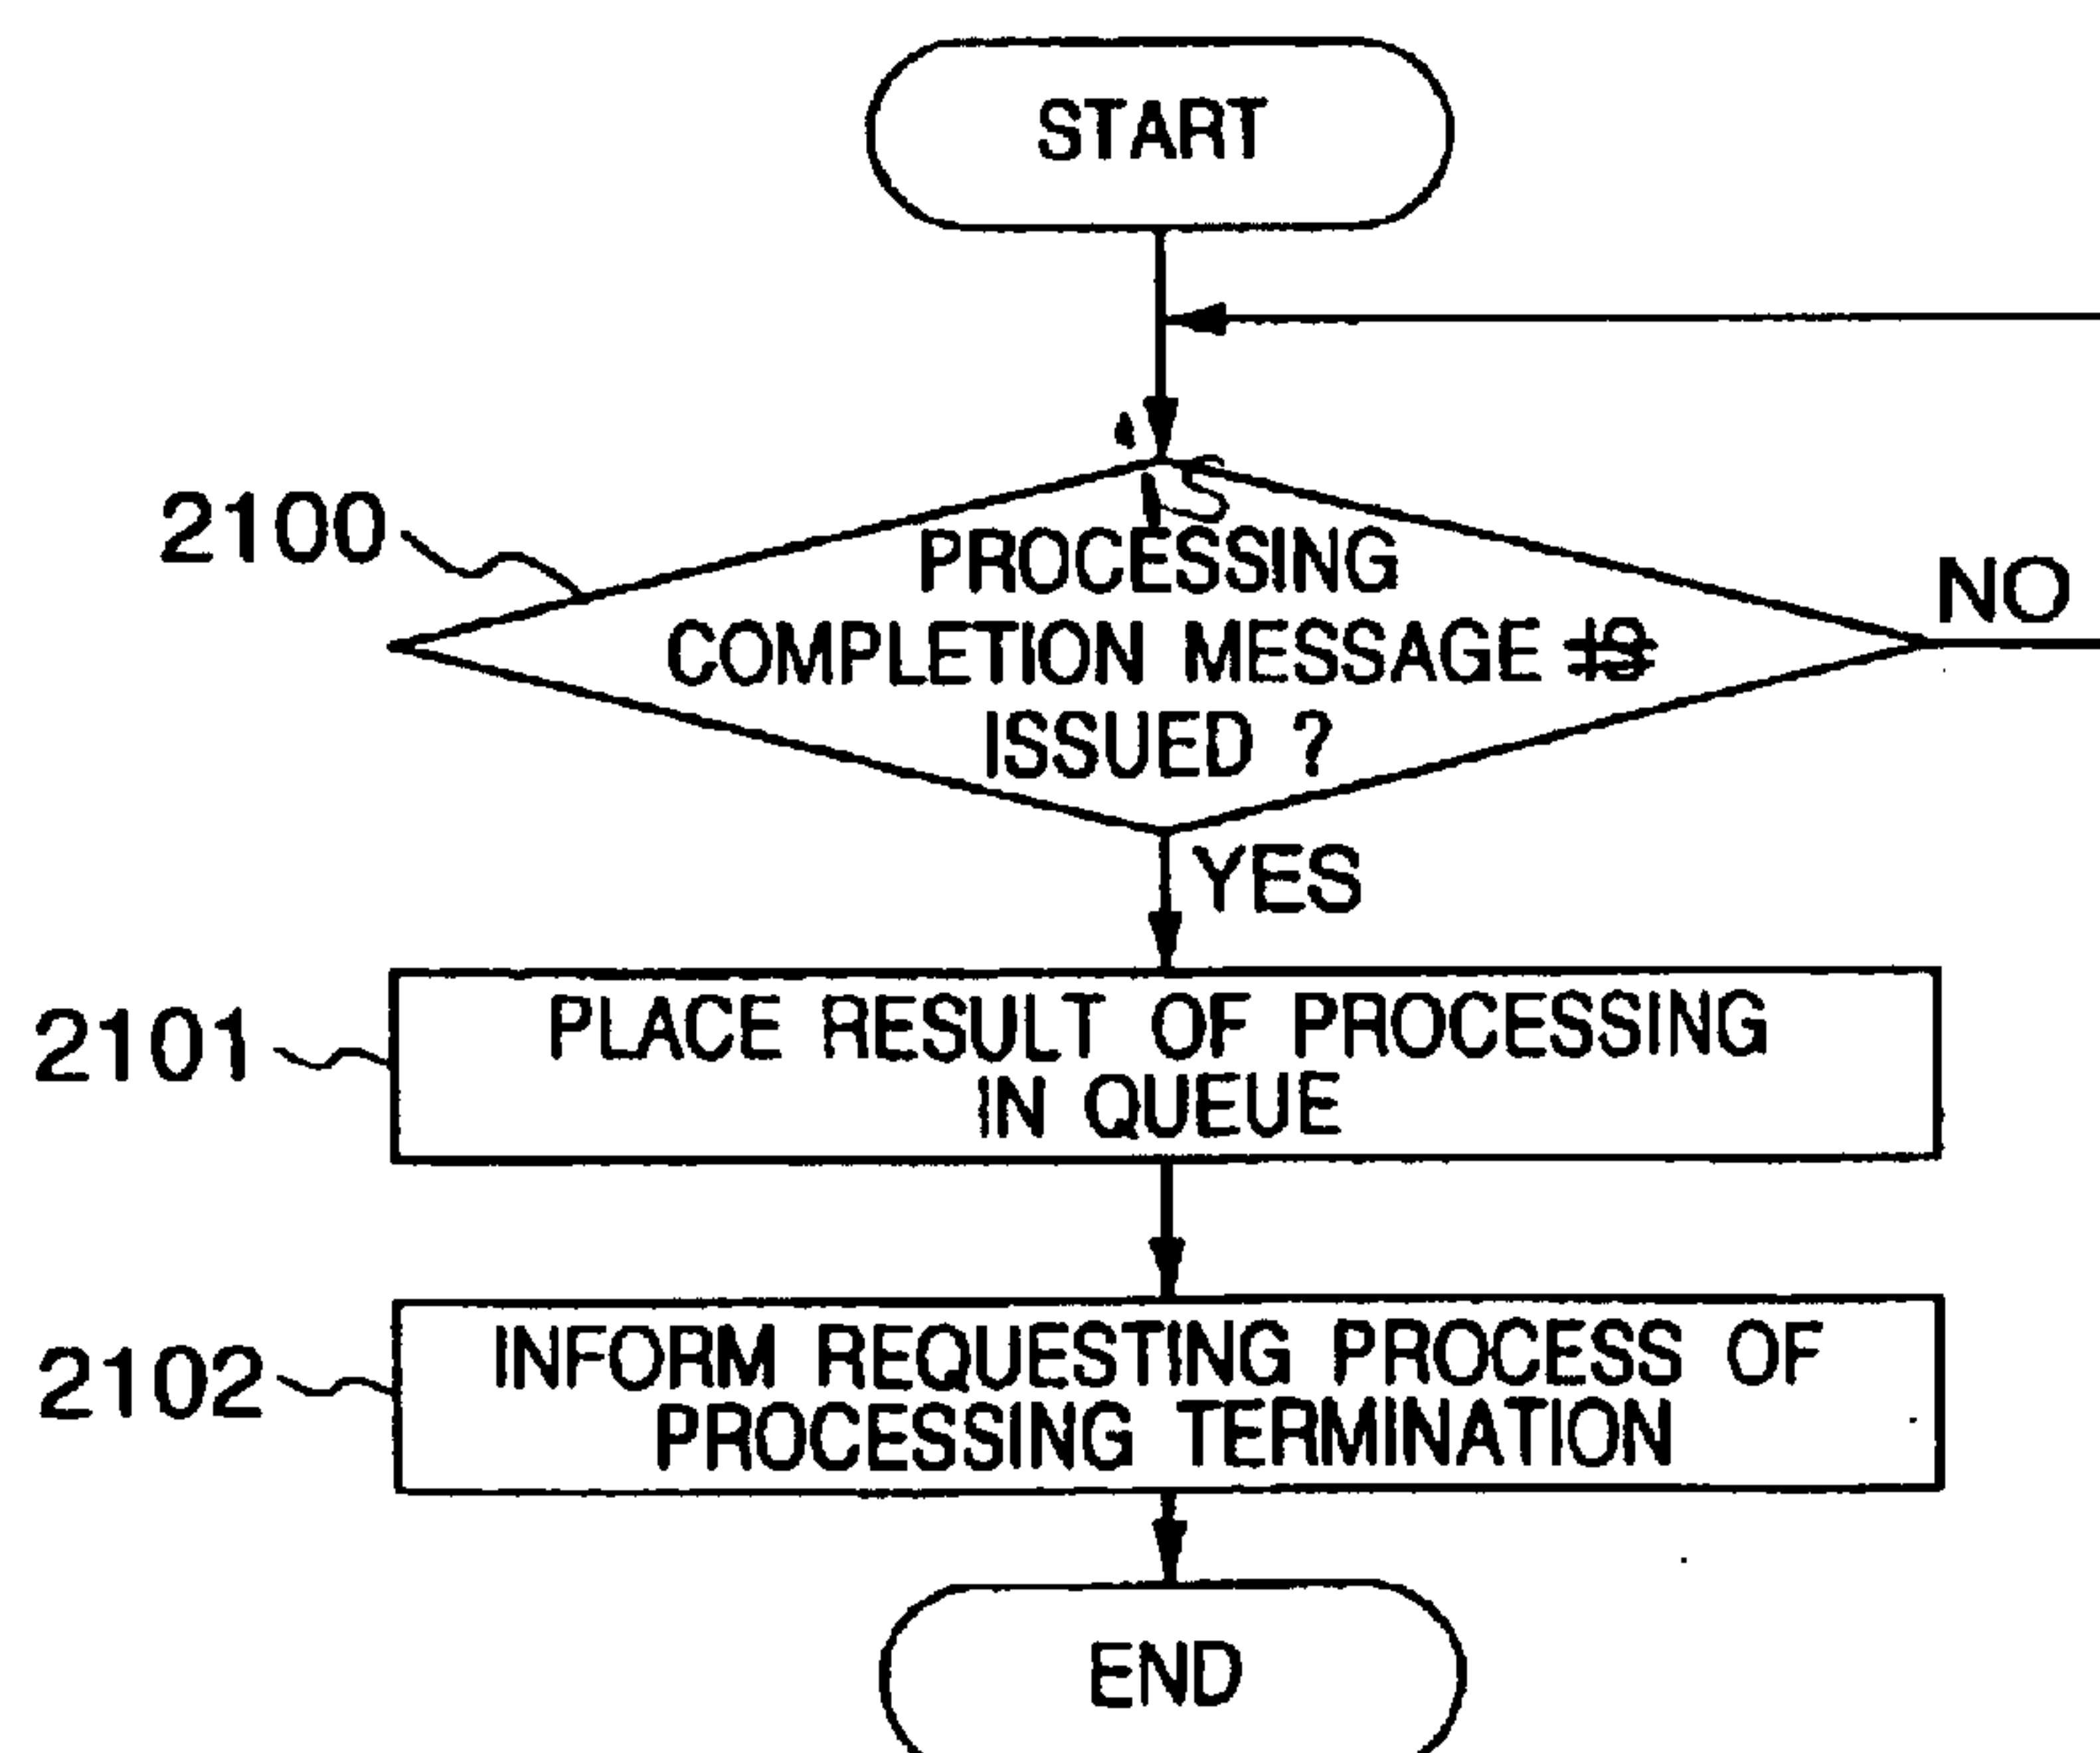 START
2100
IS
PROCESSING
COMPLETION MESSAGE IS
ISSUED ?
NO
YES
2101
PLACE RESULT OF PROCESSING
IN QUEUE
2102
INFORM REQUESTING PROCESS OF
PROCESSING TERMINATION
END